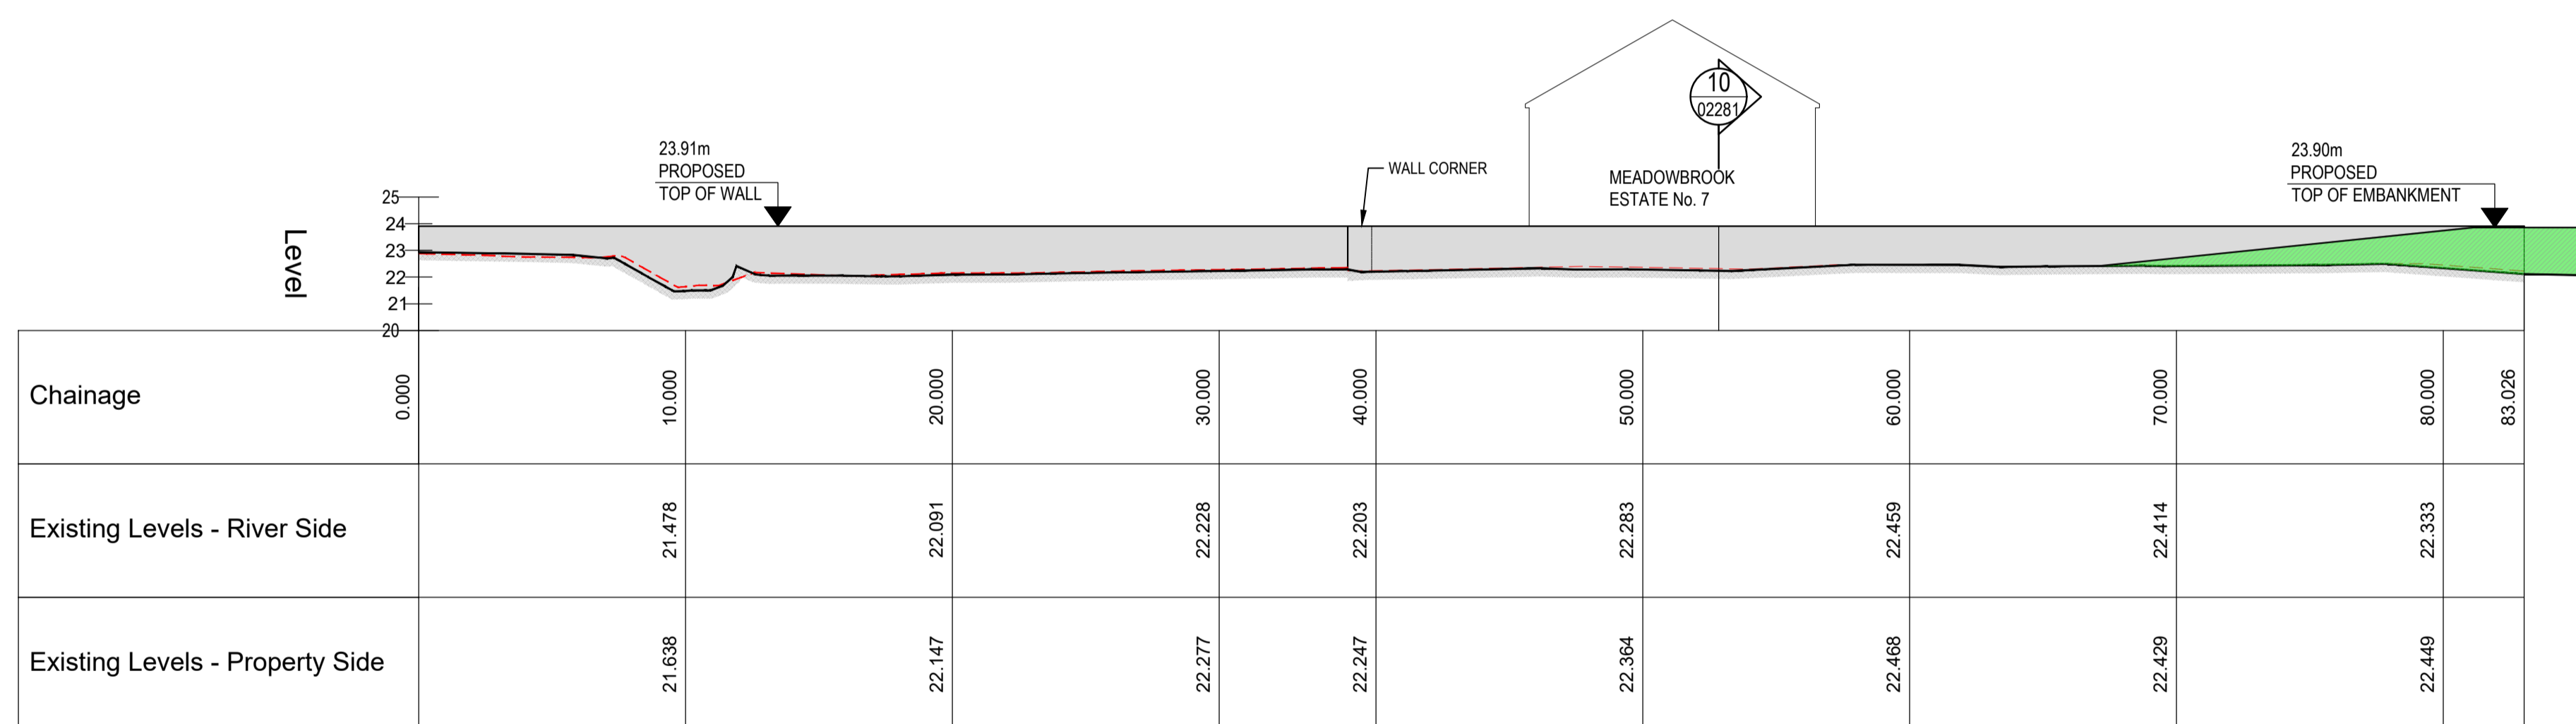 10
02281
23.91m
PROPOSED
TOP OF WALL
WALL CORNER
MEADOWBROOK
ESTATE No. 7
23.90m
PROPOSED
TOP OF EMBANKMENT
Level
25
24
23
22
21
20
Chainage
0.000
10.000
20.000
30.000
40.000
50.000
60.000
70.000
80.000
83.026
Existing Levels - River Side
21.478
22.091
22.228
22.203
22.283
22.459
22.414
22.333
Existing Levels - Property Side
21.638
22.147
22.277
22.247
22.364
22.468
22.429
22.449